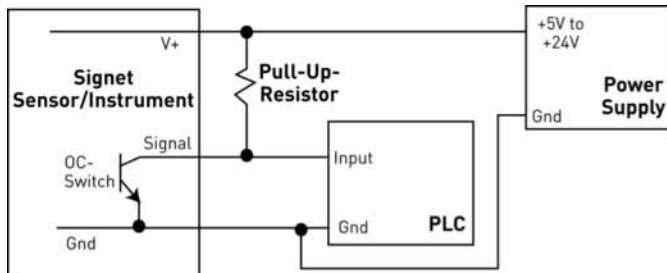 V+
Signet
Sensor/Instrument
Signal
OC-
Switch
Gnd
Pull-Up-
Resistor
Input
Gnd
PLC
+5V to
+24V
Power
Supply
Gnd